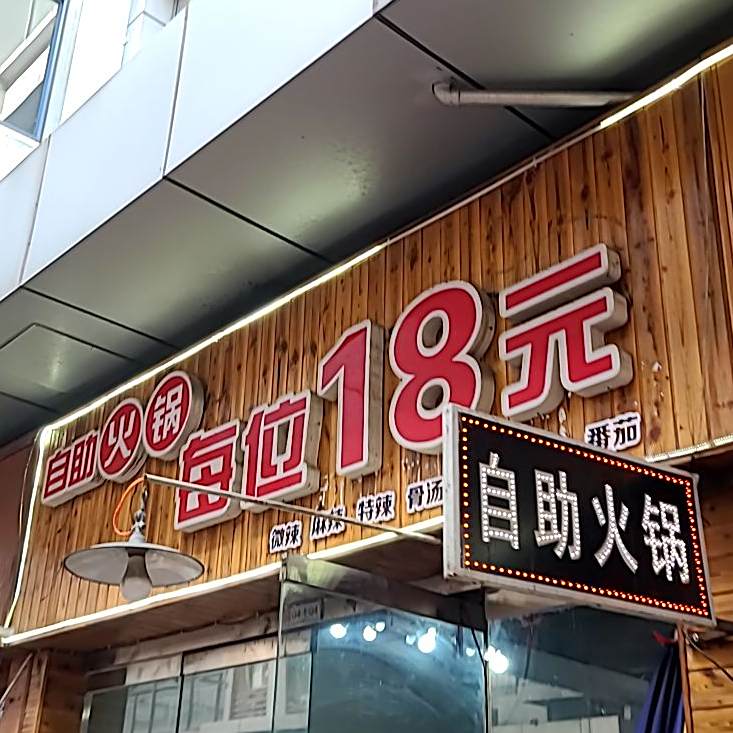 自助火锅每位18元
微辣 麻辣 特辣 骨汤 番茄
自助火锅